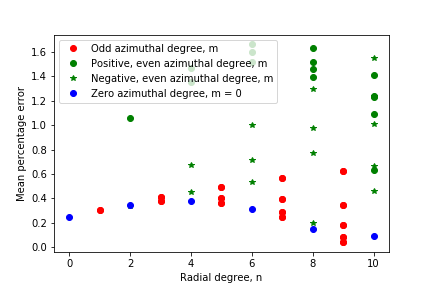 Odd azimuthal degree, m
Positive, even azimuthal degree, m
Negative, even azimuthal degree, m
Zero azimuthal degree, m = 0
Mean percentage error
1.6
1.4
1.2
1.0
0.8
0.6
0.4
0.2
0.0
0 2 4 6 8 10
Radial degree, n